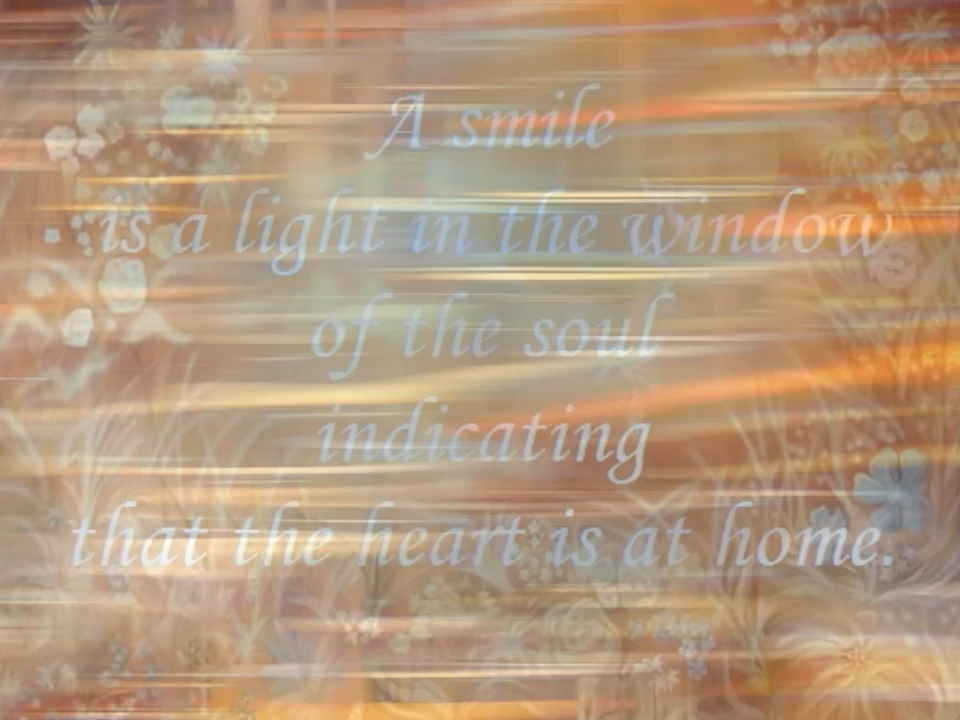 A smile
is a light in the window
of the soul
indicating
that the heart is at home.